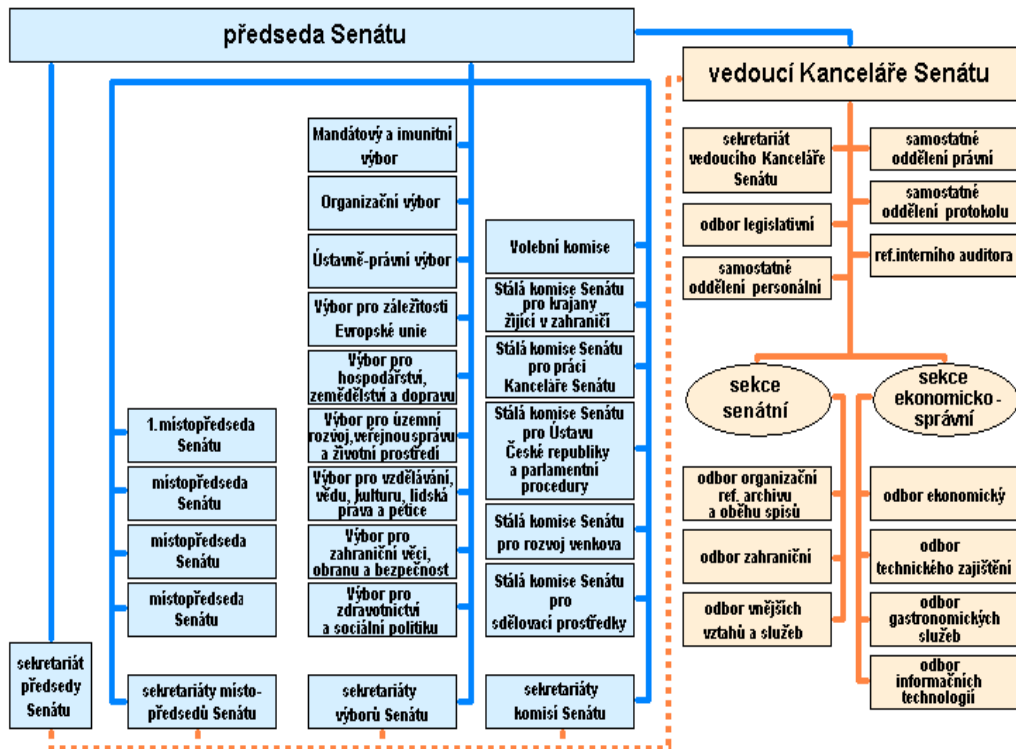 předseda Senátu
vedoucí Kanceláře Senátu
Mandátový a imunitní
výbor
Organizační výbor
Ústavně-právní výbor
Výbor pro záležitosti
Evropské unie
Výbor pro
hospodářství,
zemědělství a dopravu
Výbor pro územní
rozvoj,veřejnou správu
a životní prostředí
Výbor pro vzdělávání,
vědu, kulturu, lidská
práva a petice
Výbor pro
zahraniční věci,
obranu a bezpečnost
Výbor pro
zdravotnictví
a sociální politiku
Volební komise
Stálá komise Senátu
pro krajany
žijící v zahraničí
Stálá komise Senátu
pro práci
Kanceláře Senátu
Stálá komise Senátu
pro Ústavu
České republiky
a parlamentní
procedury
Stálá komise Senátu
pro rozvoj venkova
Stálá komise Senátu
pro
sdělovací prostředky
1. místopředseda
Senátu
místopředseda
Senátu
místopředseda
Senátu
místopředseda
Senátu
sekretariát
předsedy
Senátu
sekretariáty místo-
předsedů Senátu
sekretariáty
výborů Senátu
sekretariáty
komisí Senátu
sekretariát
vedoucího Kanceláře
Senátu
odbor legislativní
samostatné
oddělení personální
samostatné
oddělení právní
samostatné
oddělení protokolu
ref.interního auditora
sekce
senátní
sekce
ekonomicko-
správní
odbor organizační
ref. archivu
a oběhu spisů
odbor zahraniční
odbor vnějších
vztahů a služeb
odbor ekonomický
odbor
technického zajištění
odbor
gastronomických
služeb
odbor
informačních
technologií